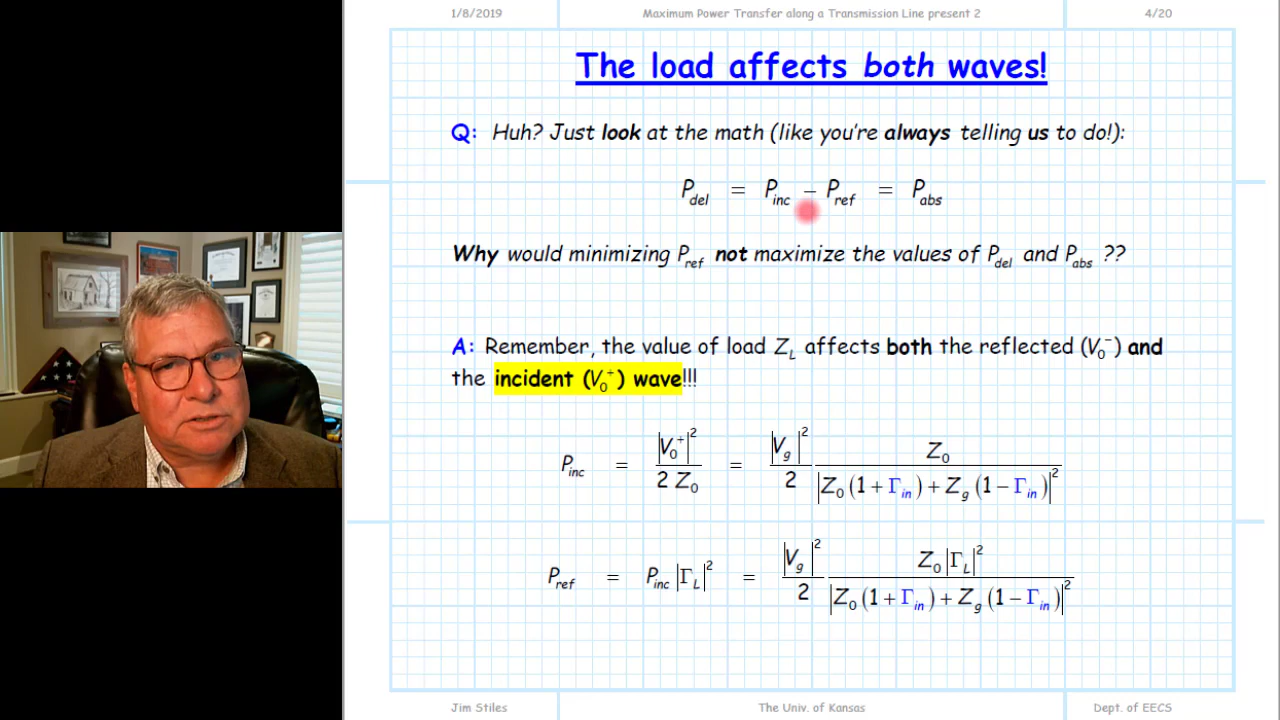 1/8/2019 Maximum Power Transfer along a Transmission Line present 2 4/20
The load affects both waves!
Q: Huh? Just look at the math (like you're always telling us to do!):
P_del = P_inc − P_ref = P_abs
Why would minimizing P_ref not maximize the values of P_del and P_abs ??
A: Remember, the value of load Z_L affects both the reflected (V_0^−) and
the incident (V_0^+) wave!!!
P_inc = |V_0^+|^2 / 2 Z_0 = |V_g|^2 / 2 Z_0 / |Z_0 (1 + Γ_in) + Z_g (1 − Γ_in)|^2
P_ref = P_inc |Γ_L|^2 = |V_g|^2 / 2 Z_0 |Γ_L|^2 / |Z_0 (1 + Γ_in) + Z_g (1 − Γ_in)|^2
Jim Stiles The Univ. of Kansas Dept. of EECS